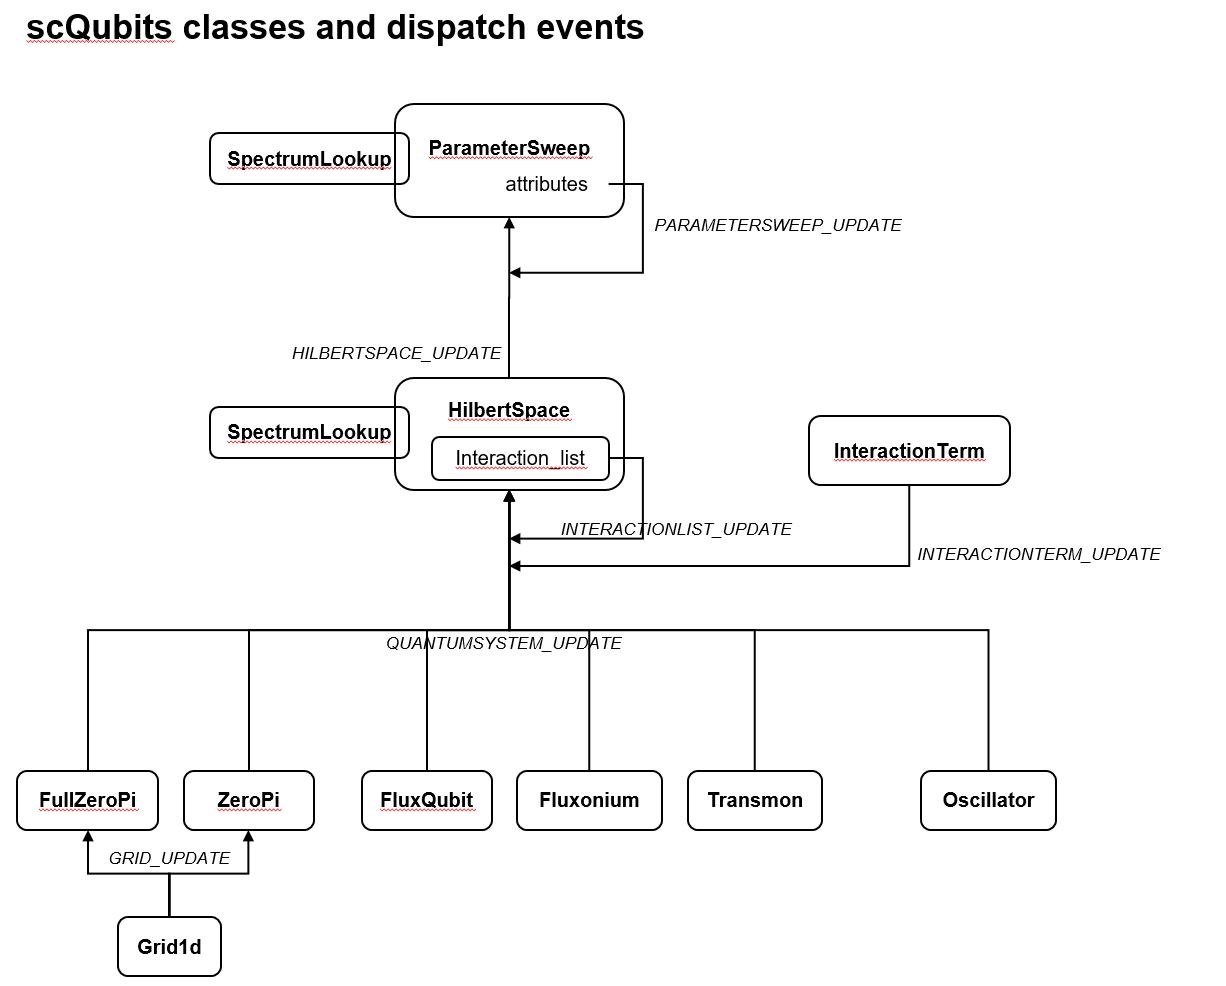 scQubits classes and dispatch events
SpectrumLookup
ParameterSweep
attributes
PARAMETERSWEEP_UPDATE
HILBERTSPACE_UPDATE
SpectrumLookup
HilbertSpace
Interaction_list
InteractionTerm
INTERACTIONLIST_UPDATE
INTERACTIONTERM_UPDATE
QUANTUMSYSTEM_UPDATE
FullZeroPi
ZeroPi
FluxQubit
Fluxonium
Transmon
Oscillator
GRID_UPDATE
Grid1d